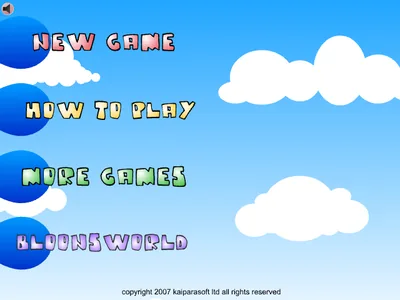 NEW GAME
HOW TO PLAY
MORE GAMES
BLOONSWORLD
copyright 2007 kaiparasoft ltd all rights reserved